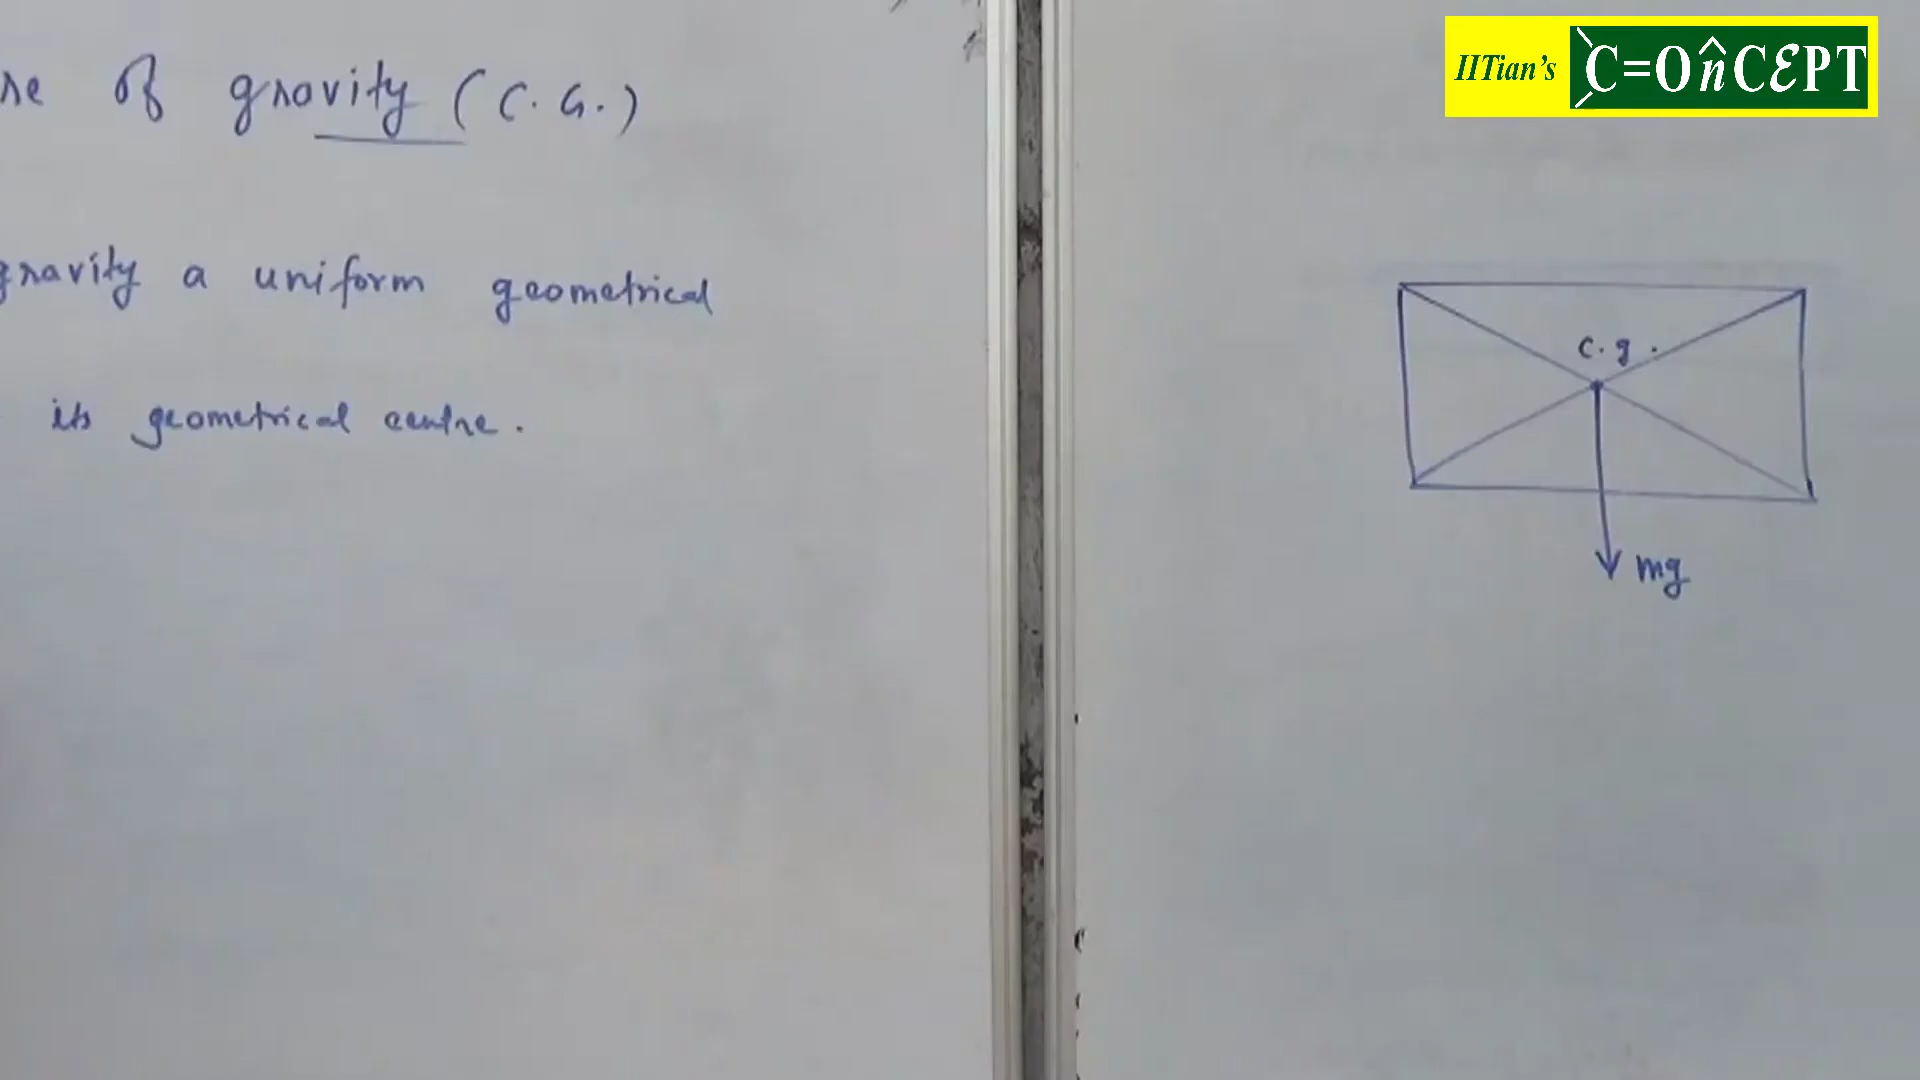 re of gravity (C.G.)
gravity a uniform geometrical
its geometrical centre.
IITian's C=OnCEPT
c.g.
mg